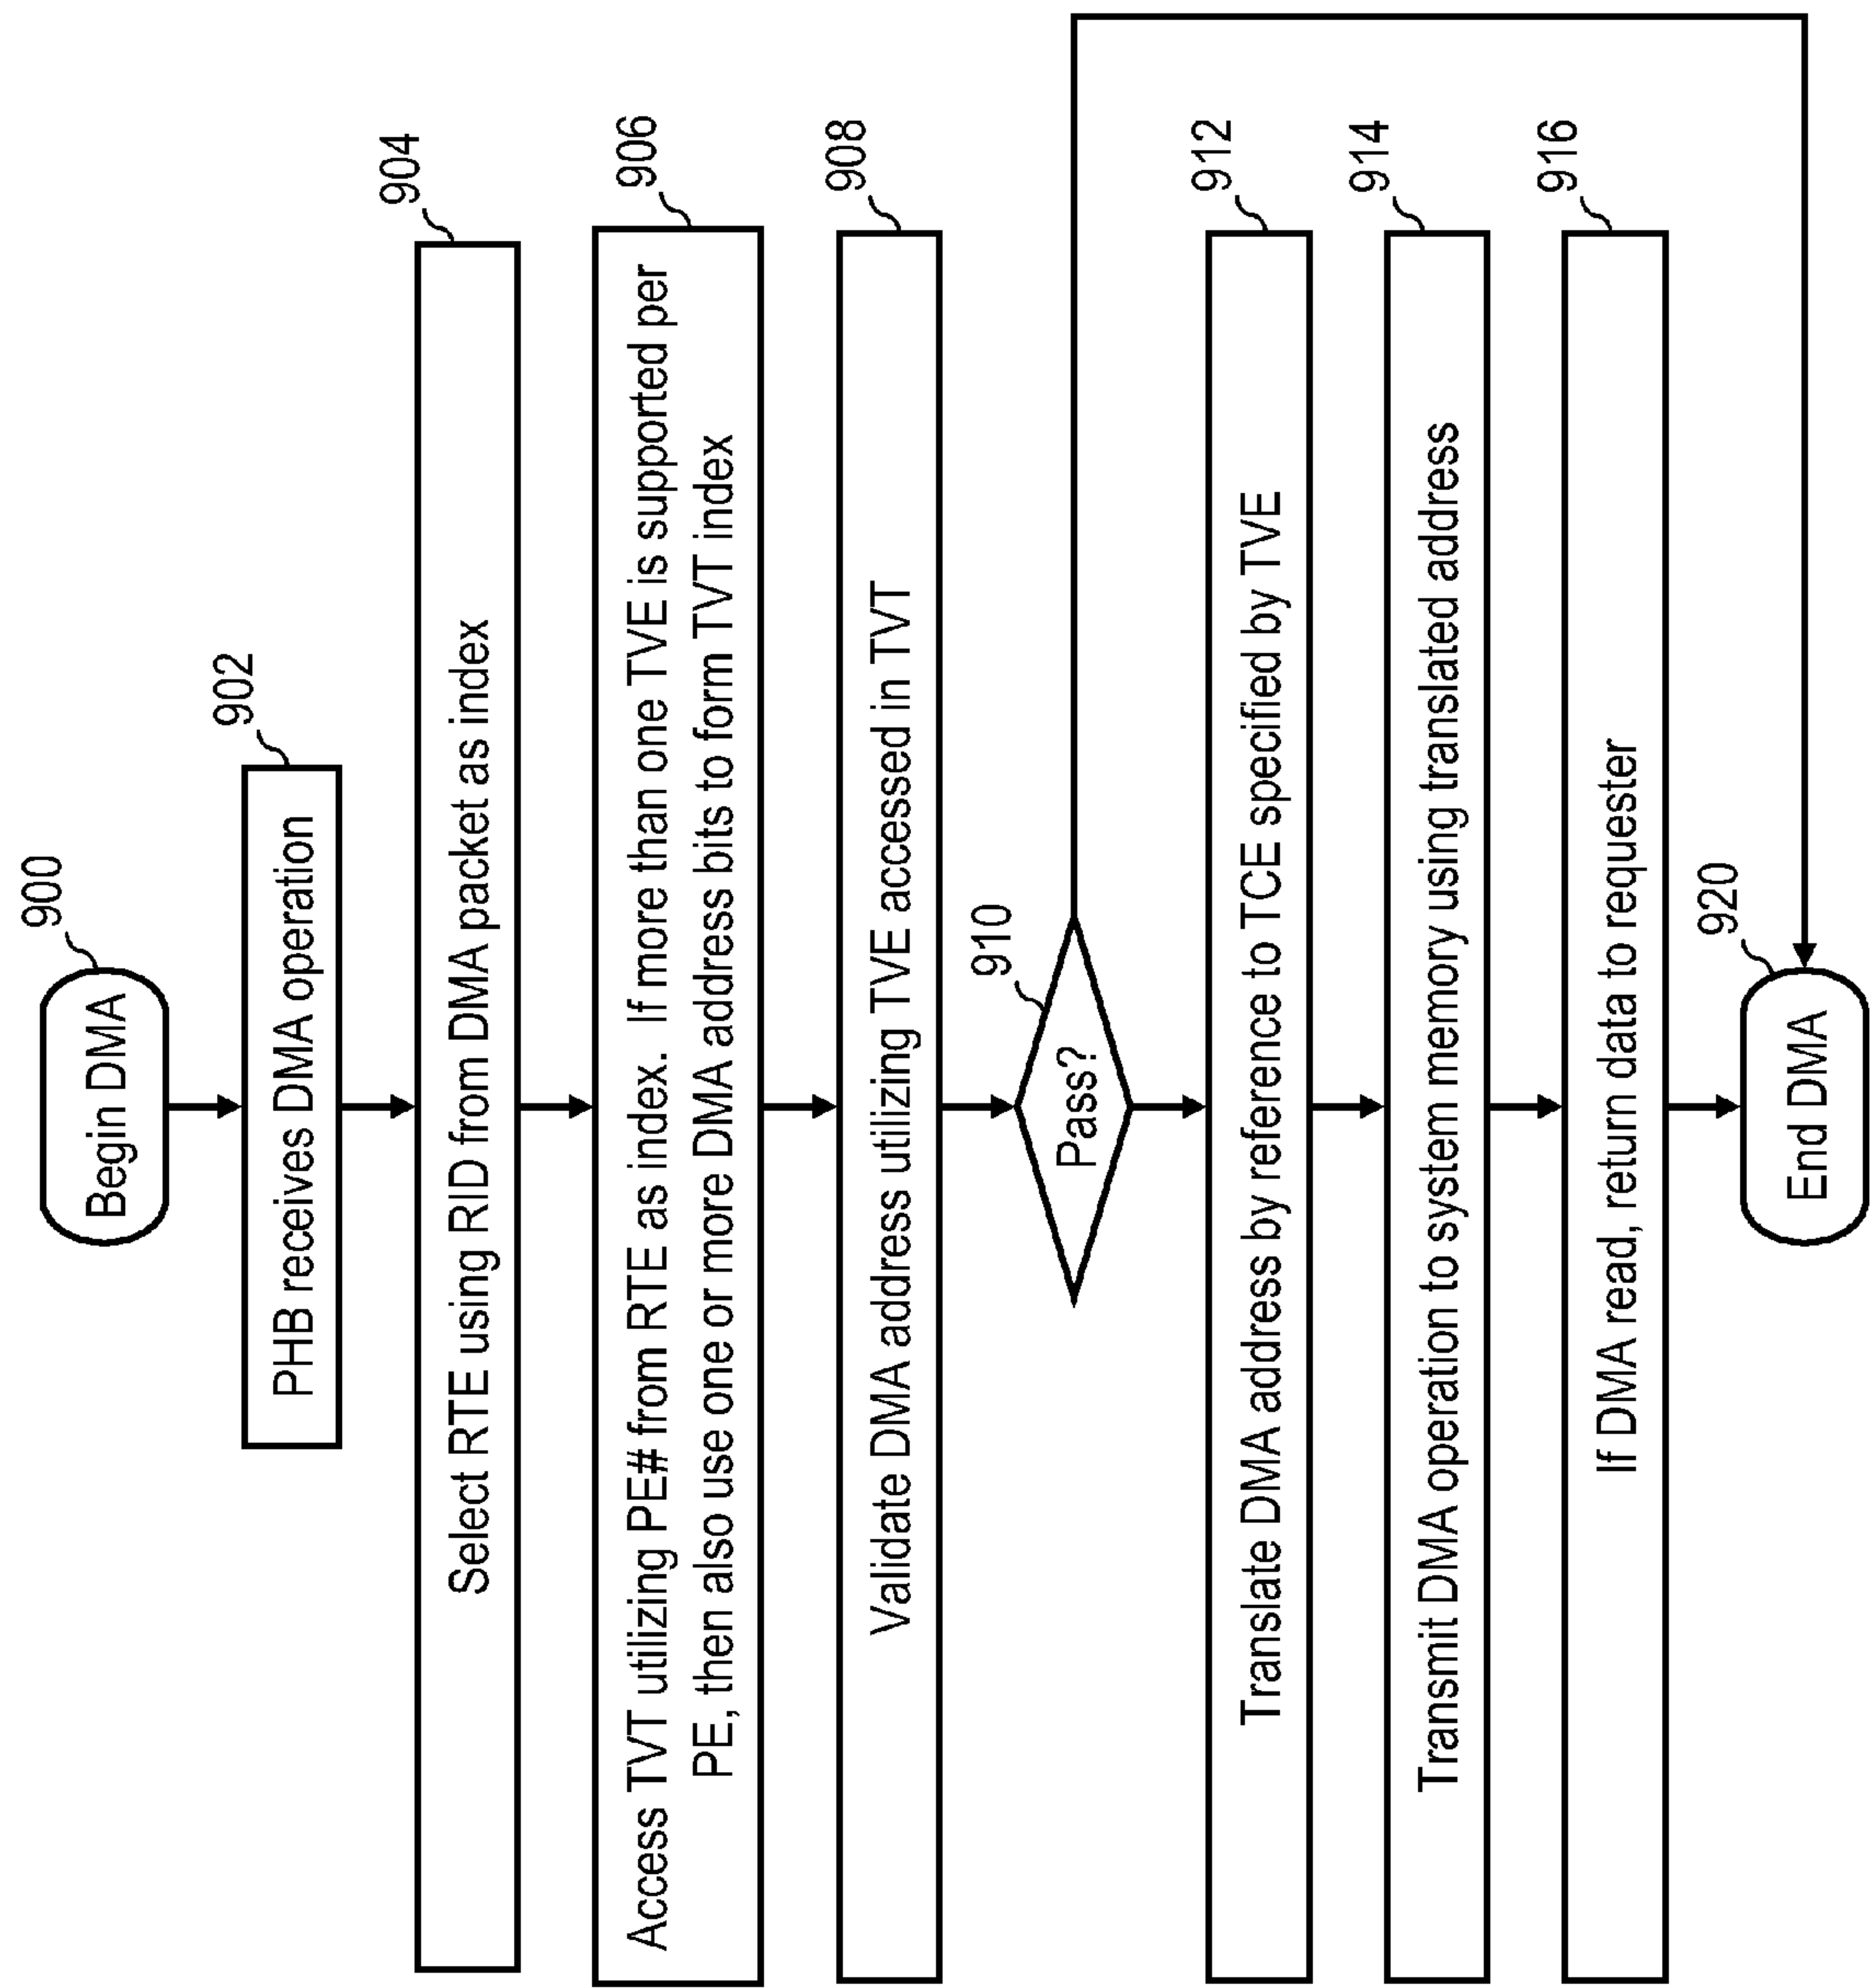 900
Begin DMA
902
PHB receives DMA operation
904
Select RTE using RID from DMA packet as index
906
Access TVT utilizing PE# from RTE as index. If more than one TVE is supported per
PE, then also use one or more DMA address bits to form TVT index
908
Validate DMA address utilizing TVE accessed in TVT
910
Pass?
912
Translate DMA address by reference to TCE specified by TVE
914
Transmit DMA operation to system memory using translated address
916
If DMA read, return data to requester
920
End DMA